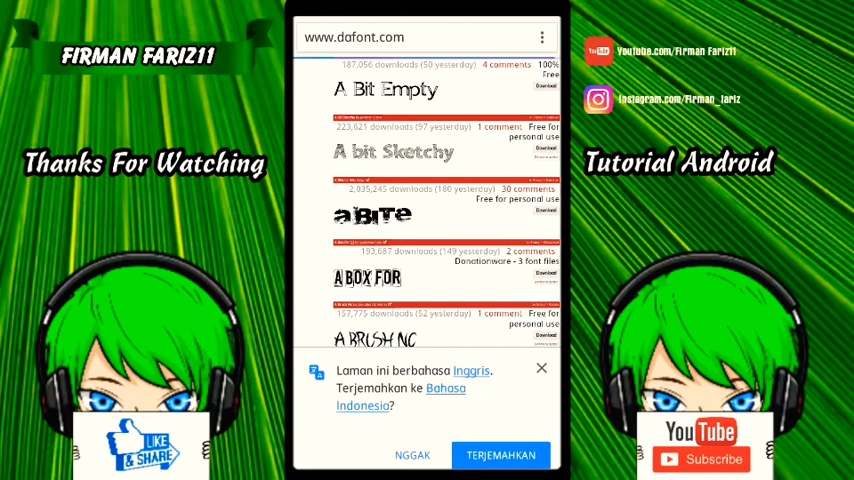 FIRMAN FARIZ11
Thanks For Watching
LIKE
& SHARE
www.dafont.com
187,056 downloads (50 yesterday) 4 comments 100%
Free
A Bit Empty
Download
223,621 downloads (97 yesterday) 1 comment Free for
personal use
A bit Sketchy
Download
2,035,245 downloads (180 yesterday) 30 comments
Free for personal use
aBITe
Download
193,687 downloads (149 yesterday) 2 comments
Donationware - 3 font files
A BOX FOR
Download
157,775 downloads (52 yesterday) 1 comment Free for
personal use
A BRUSH NC
Download
Laman ini berbahasa Inggris.
Terjemahkan ke Bahasa
Indonesia?
NGGAK
TERJEMAHKAN
YouTube
Youtube.com/Firman Fariz11
Instagram.com/Firman_fariz
Tutorial Android
YouTube
Subscribe